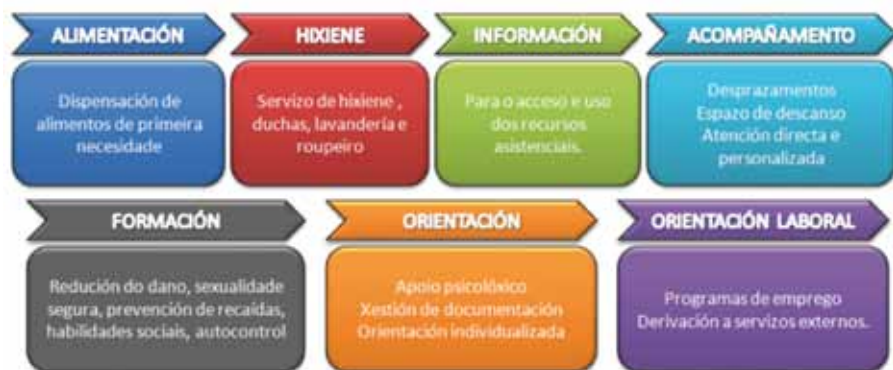 ALIMENTACIÓN
Dispensación de
alimentos de primeira
necesidade
HIXIENE
Servizo de hixiene ,
duchas, lavandería e
roupeiro
INFORMACIÓN
Para o acceso e uso
dos recursos
asistenciais.
ACOMPAÑAMENTO
Desprazamentos
Espazo de descanso
Atención directa e
personalizada
FORMACIÓN
Redución do dano, sexualidade
segura, prevención de recaídas,
habilidades sociais, autocontrol
ORIENTACIÓN
Apoio psicolóxico
Xestión de documentación
Orientación individualizada
ORIENTACIÓN LABORAL
Programas de emprego
Derivación a servizos externos.